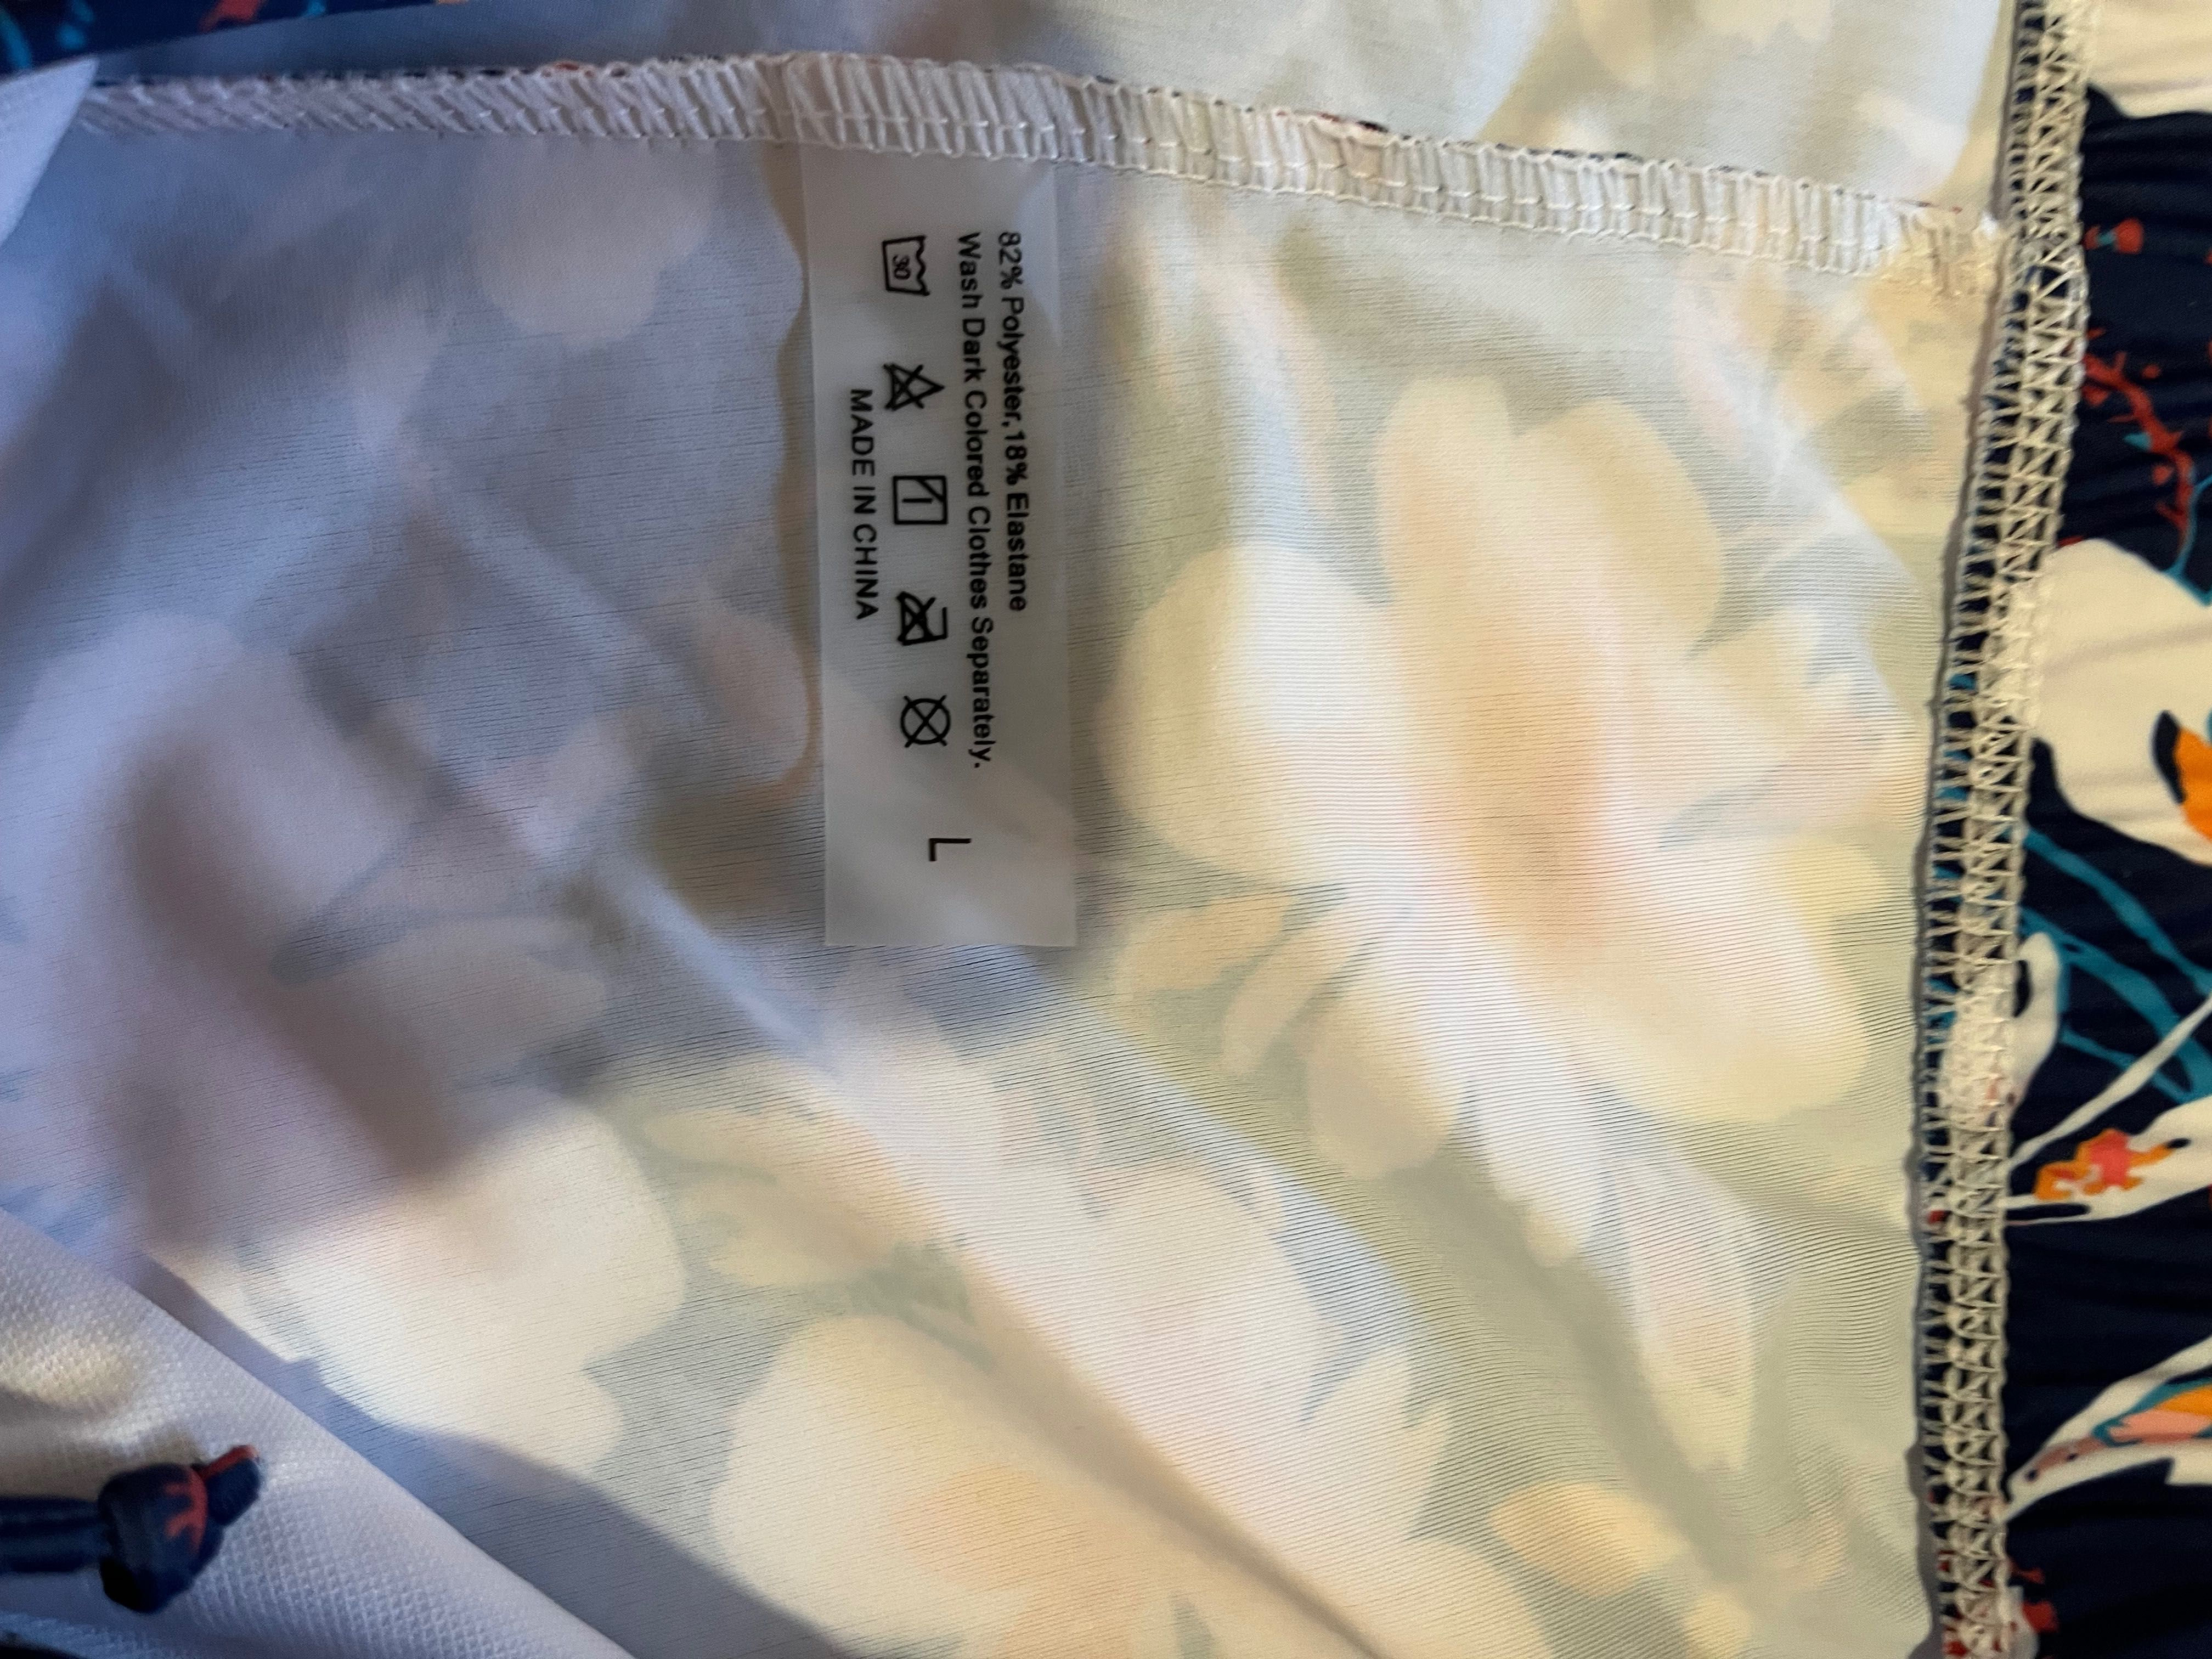 82% Polyester,18% Elastane
Wash Dark Colored Clothes Separately.
30
MADE IN CHINA
L